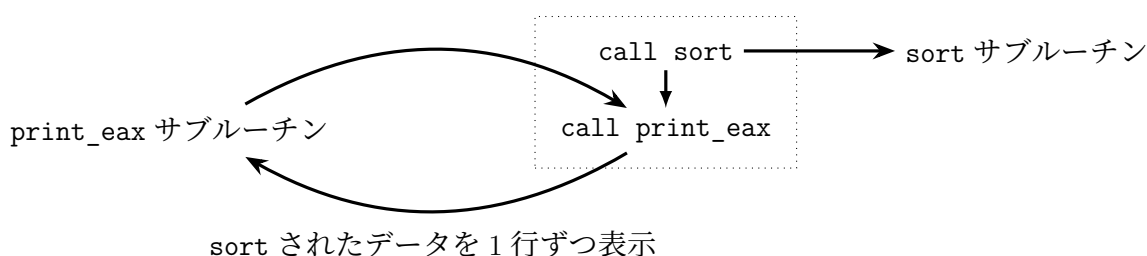 call sort
sort サブルーチン
print_eax サブルーチン
call print_eax
sort されたデータを 1 行ずつ表示